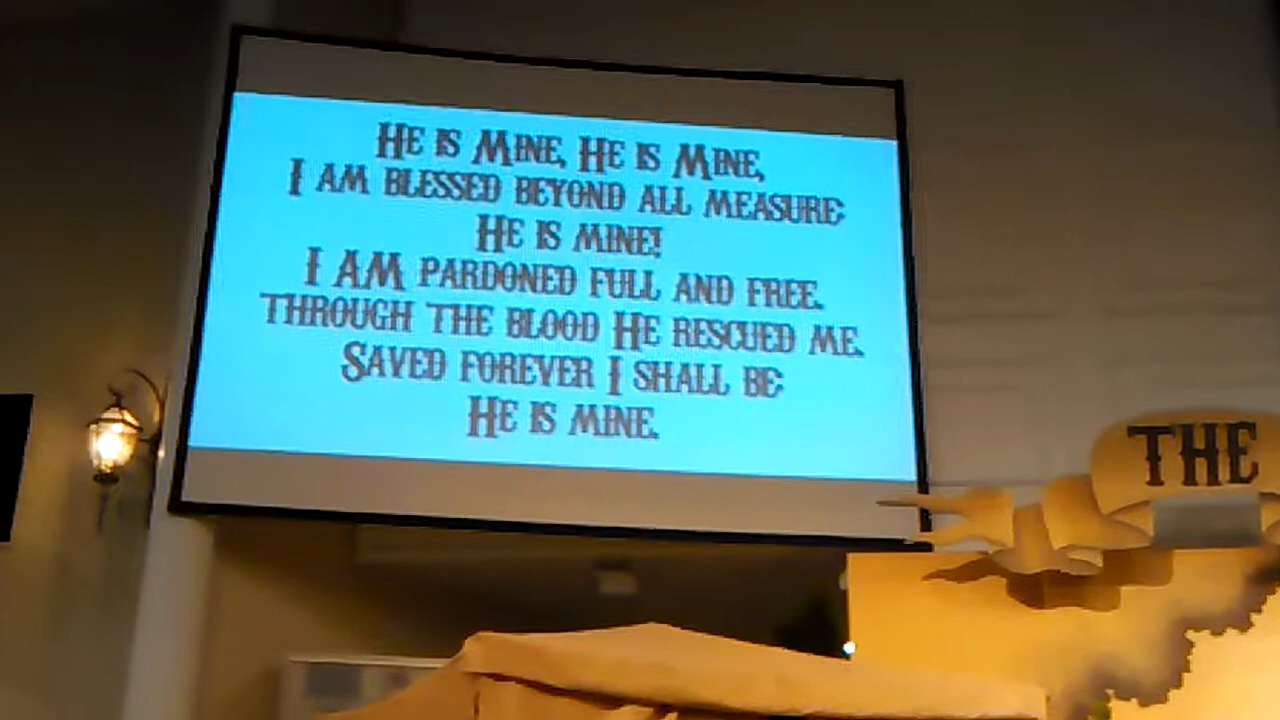 He is Mine, He is Mine,
I am blessed beyond all measure
He is mine!
I AM pardoned full and free.
Through the blood He rescued me.
Saved forever I shall be
He is mine.
THE